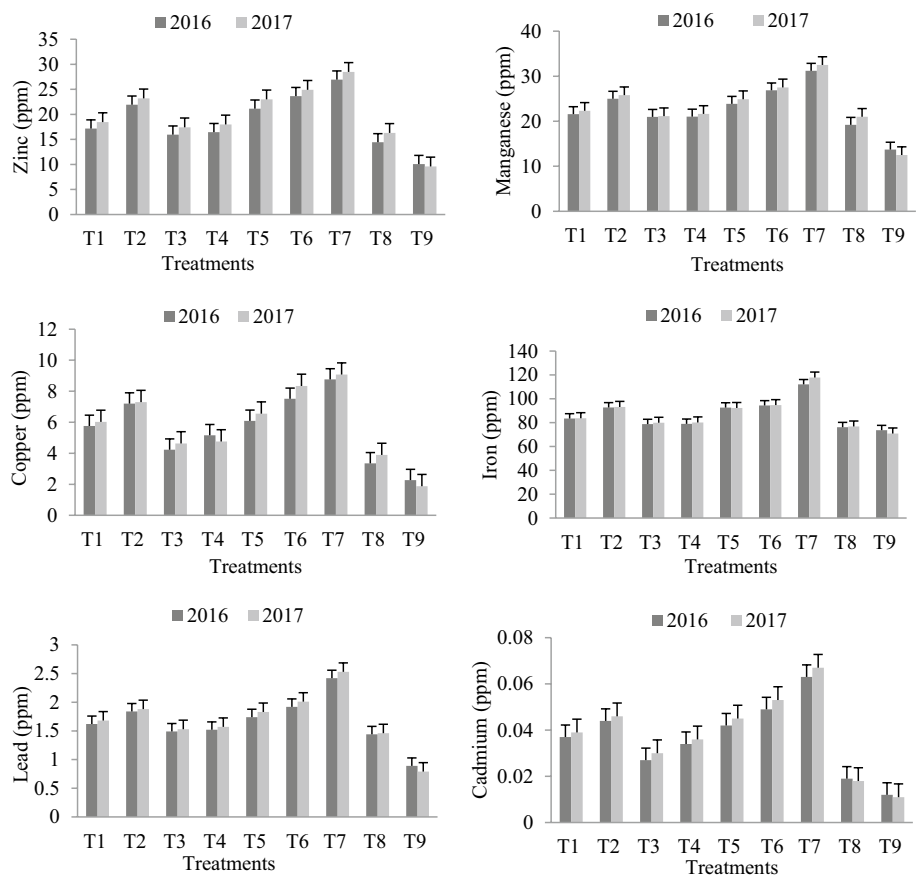 2016 2017
35
30
25
20
15
10
5
0
Zinc (ppm)
T1 T2 T3 T4 T5 T6 T7 T8 T9
Treatments
2016 2017
40
30
20
10
0
Manganese (ppm)
T1 T2 T3 T4 T5 T6 T7 T8 T9
Treatments
2016 2017
12
10
8
6
4
2
0
Copper (ppm)
T1 T2 T3 T4 T5 T6 T7 T8 T9
Treatments
2016 2017
140
120
100
80
60
40
20
0
Iron (ppm)
T1 T2 T3 T4 T5 T6 T7 T8 T9
Treatments
2016 2017
3
2.5
2
1.5
1
0.5
0
Lead (ppm)
T1 T2 T3 T4 T5 T6 T7 T8 T9
Treatments
2016 2017
0.08
0.06
0.04
0.02
0
Cadmium (ppm)
T1 T2 T3 T4 T5 T6 T7 T8 T9
Treatments